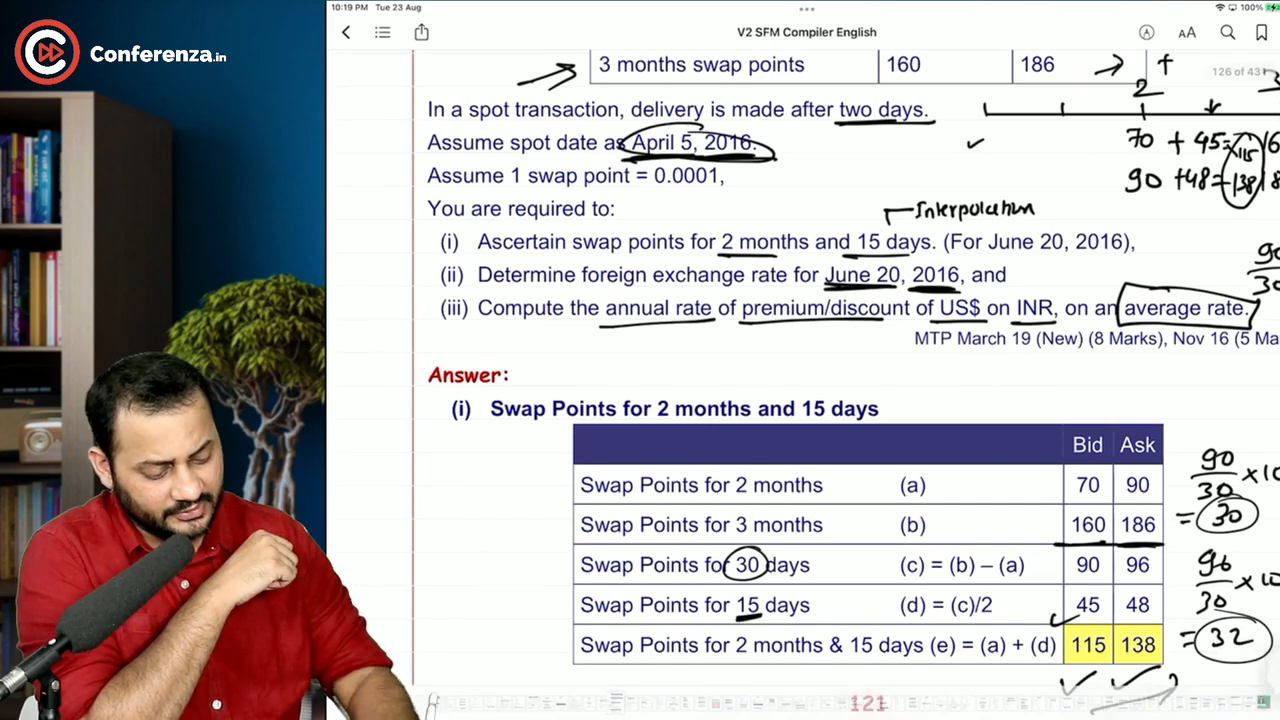 10:19 PM Tue 23 Aug
100%
Conferenza.in
V2 SFM Compiler English
AA
126 of 431
3 months swap points 160 186
+
2
In a spot transaction, delivery is made after two days.
Assume spot date as April 5, 2016.
70 + 45=115
Assume 1 swap point = 0.0001,
90 +48=138
You are required to:
Interpolation
(i) Ascertain swap points for 2 months and 15 days. (For June 20, 2016),
(ii) Determine foreign exchange rate for June 20, 2016, and
90
30
(iii) Compute the annual rate of premium/discount of US$ on INR, on an average rate.
MTP March 19 (New) (8 Marks), Nov 16 (5 Ma
Answer:
(i) Swap Points for 2 months and 15 days
Bid Ask
Swap Points for 2 months (a) 70 90
Swap Points for 3 months (b) 160 186
Swap Points for 30 days (c) = (b) – (a) 90 96
Swap Points for 15 days (d) = (c)/2 45 48
Swap Points for 2 months & 15 days (e) = (a) + (d) 115 138
90
30 ×10
= 30
96
30 ×10
= 32
121